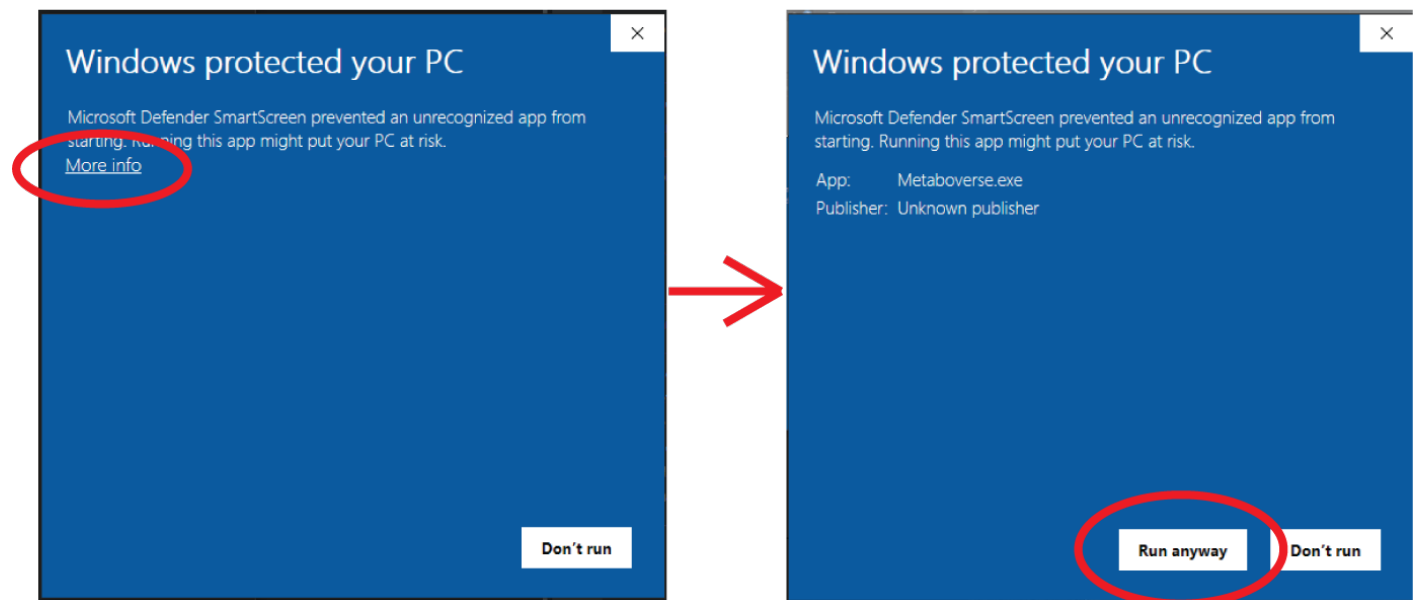 Windows protected your PC
Microsoft Defender SmartScreen prevented an unrecognized app from
starting. Running this app might put your PC at risk.
More info
Don't run
Windows protected your PC
Microsoft Defender SmartScreen prevented an unrecognized app from
starting. Running this app might put your PC at risk.
App: Metaboverse.exe
Publisher: Unknown publisher
Run anyway
Don't run